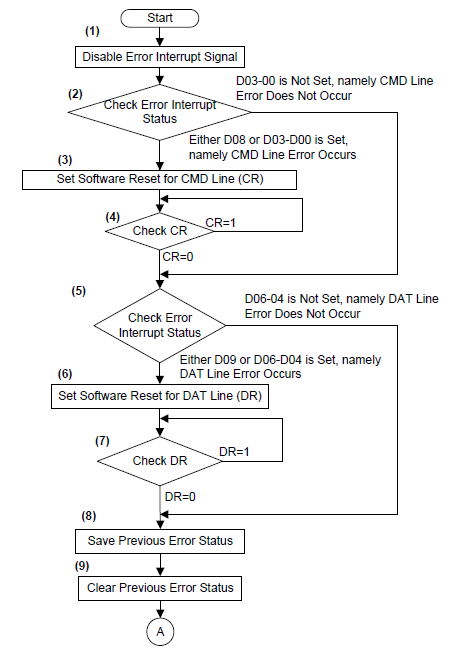 Start
(1)
Disable Error Interrupt Signal
D03-00 is Not Set, namely CMD Line
Error Does Not Occur
(2)
Check Error Interrupt
Status
Either D08 or D03-D00 is Set,
namely CMD Line Error Occurs
(3)
Set Software Reset for CMD Line (CR)
(4)
CR=1
Check CR
CR=0
(5)
D06-04 is Not Set, namely DAT Line
Error Does Not Occur
Check Error
Interrupt Status
Either D09 or D06-D04 is Set, namely
DAT Line Error Occurs
(6)
Set Software Reset for DAT Line (DR)
(7)
DR=1
Check DR
DR=0
(8)
Save Previous Error Status
(9)
Clear Previous Error Status
A